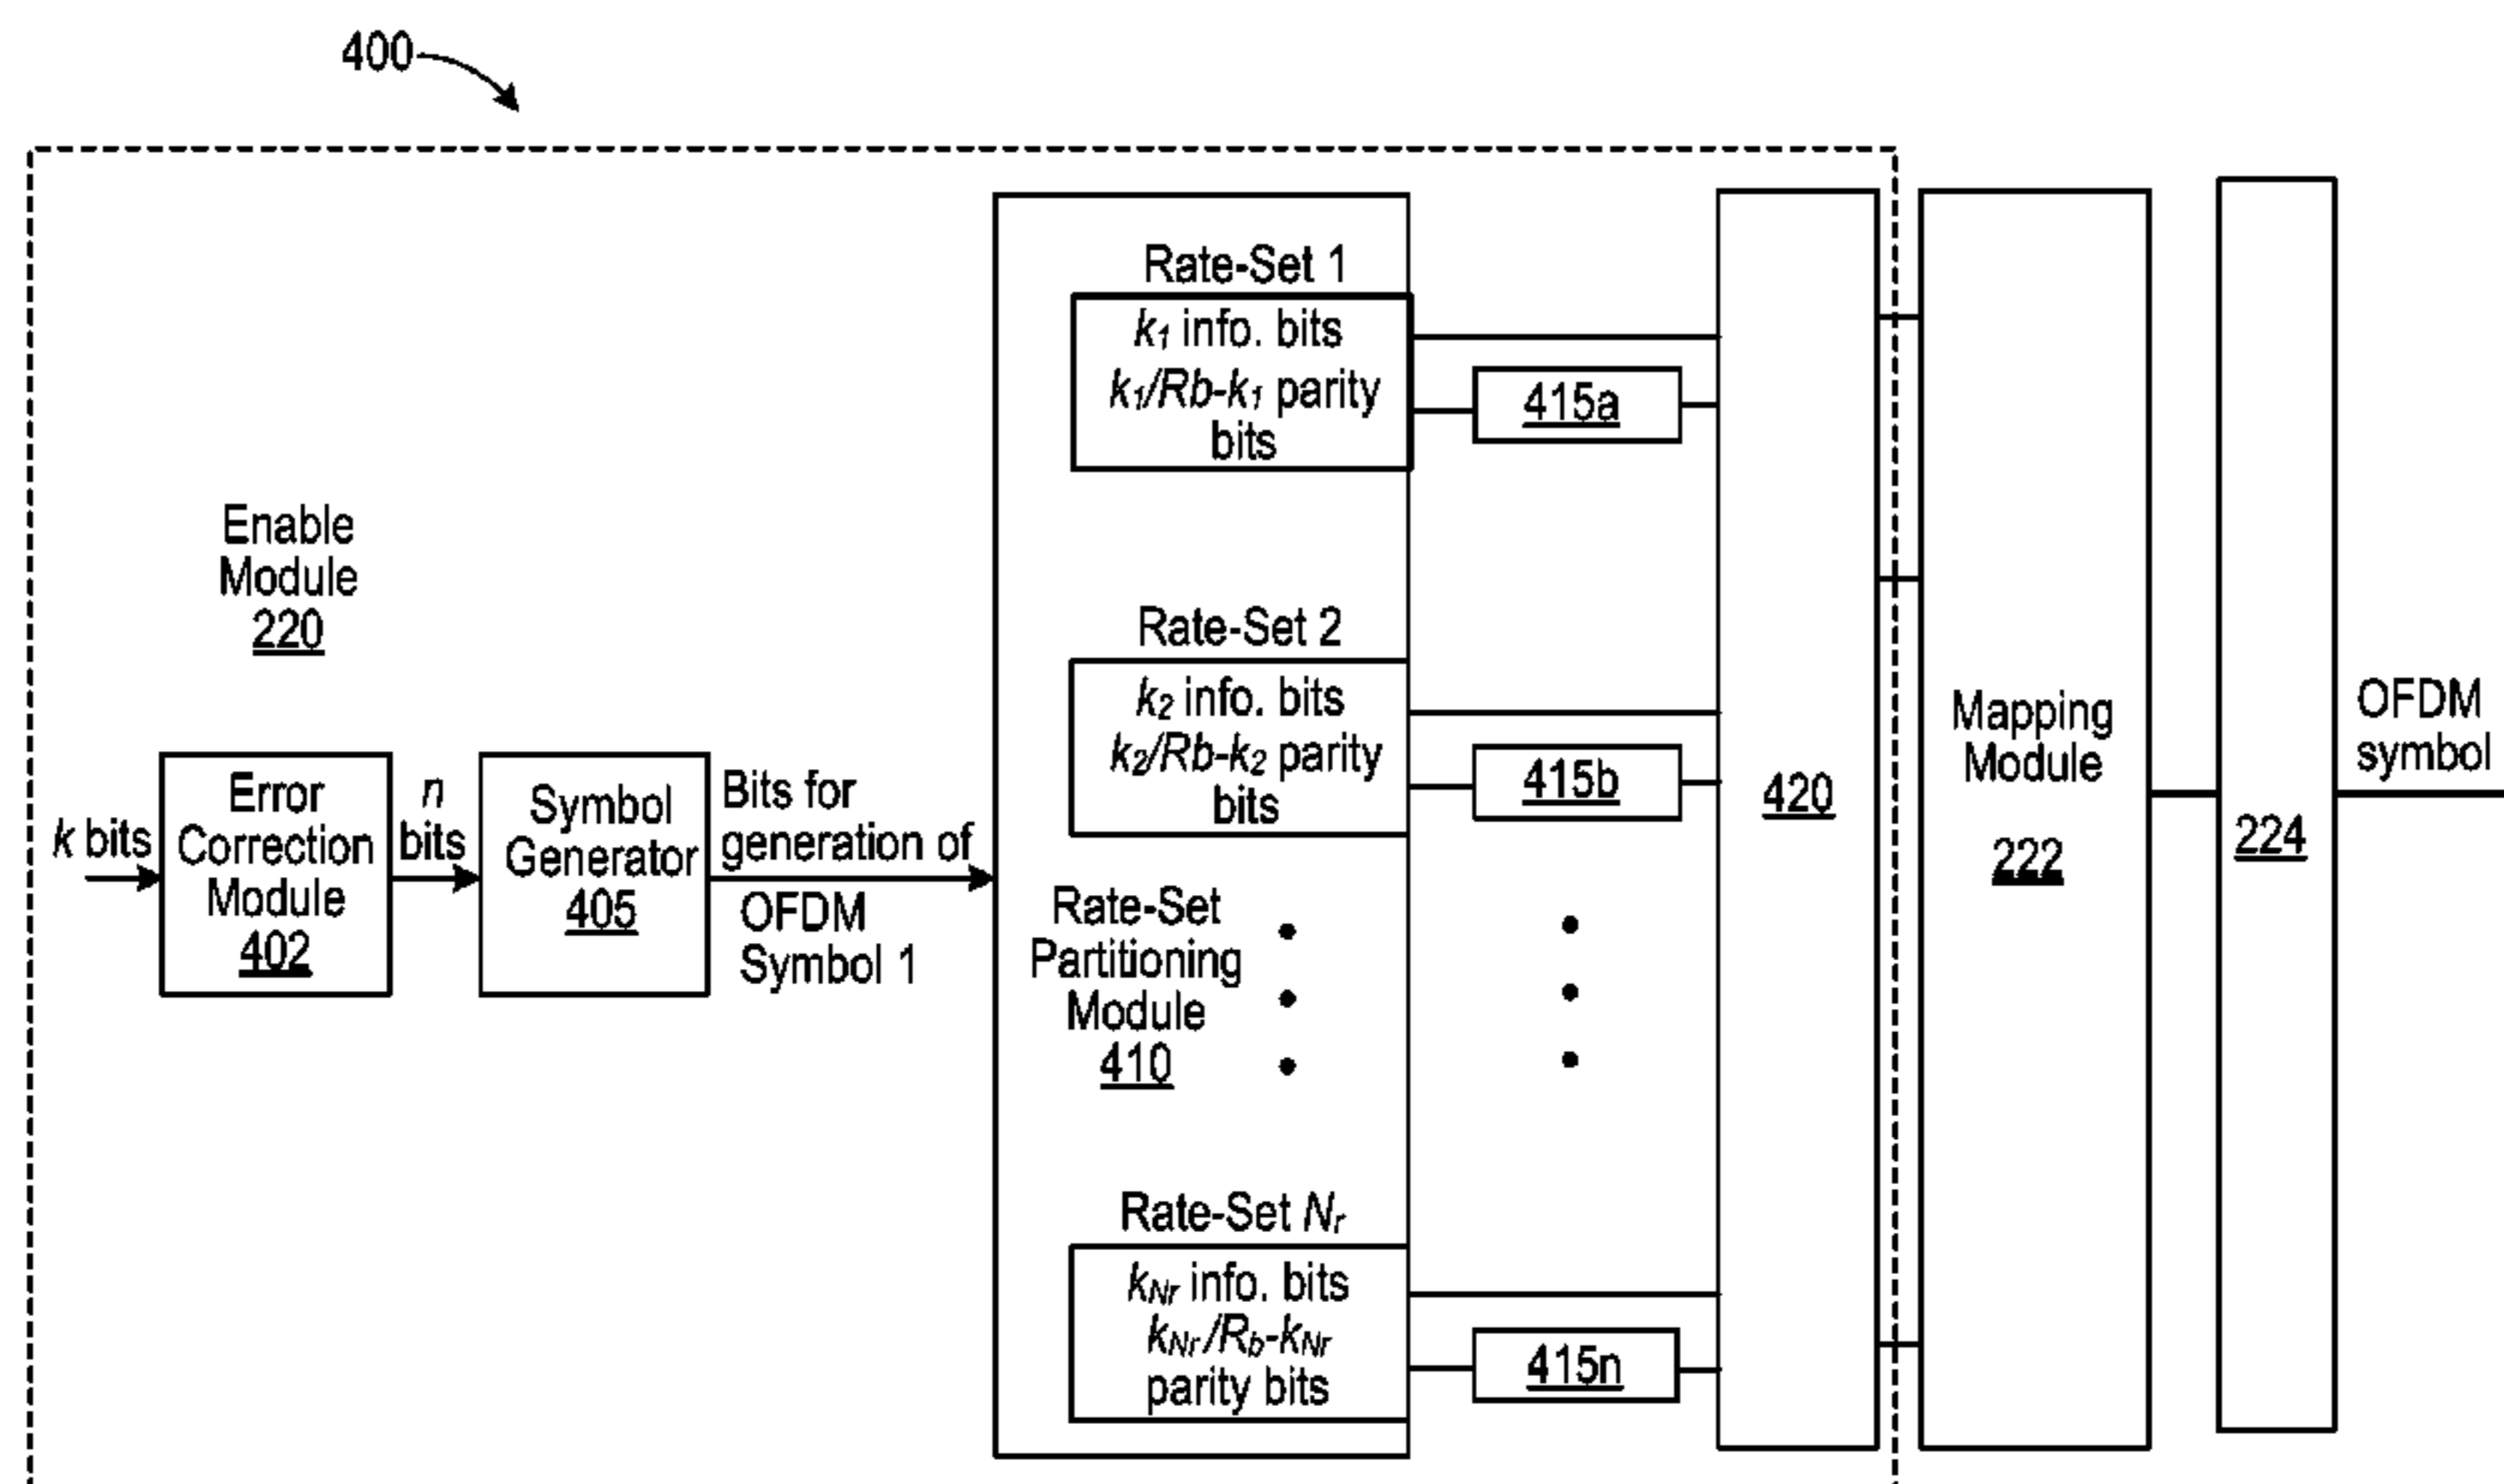 400
Enable
Module
220
k bits
Error
Correction
Module
402
n
bits
Symbol
Generator
405
Bits for
generation of
OFDM
Symbol 1
Rate-Set 1
k1 info. bits
k1/Rb-k1 parity
bits
415a
Rate-Set 2
k2 info. bits
k2/Rb-k2 parity
bits
415b
Rate-Set
Partitioning
Module
410
Rate-Set Nr
kNr info. bits
kNr/Rb-kNr
parity bits
415n
420
Mapping
Module
222
224
OFDM
symbol